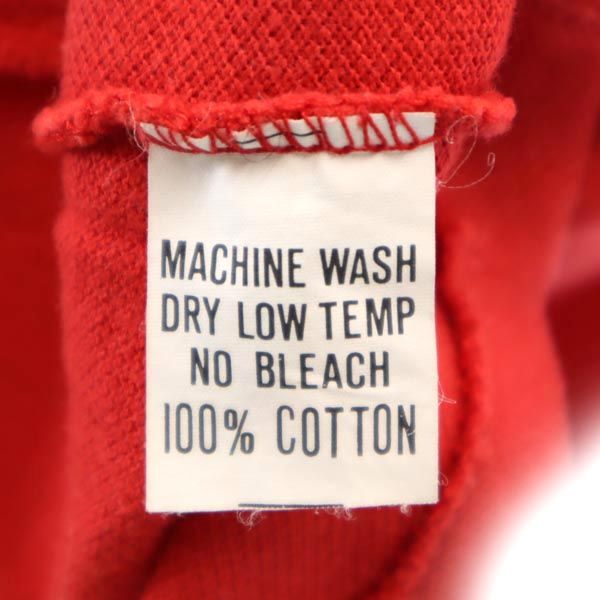 MACHINE WASH
DRY LOW TEMP
NO BLEACH
100% COTTON